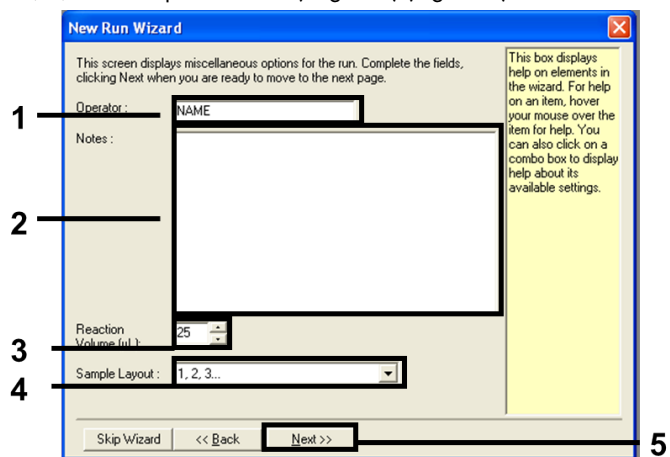 New Run Wizard
This screen displays miscellaneous options for the run. Complete the fields,
clicking Next when you are ready to move to the next page.
Operator :
NAME
Notes :
Reaction
Volume (μL):
25
Sample Layout :
1, 2, 3...
Skip Wizard
<< Back
Next >>
This box displays
help on elements in
the wizard. For help
on an item, hover
your mouse over the
item for help. You
can also click on a
combo box to display
help about its
available settings.
1
2
3
4
5